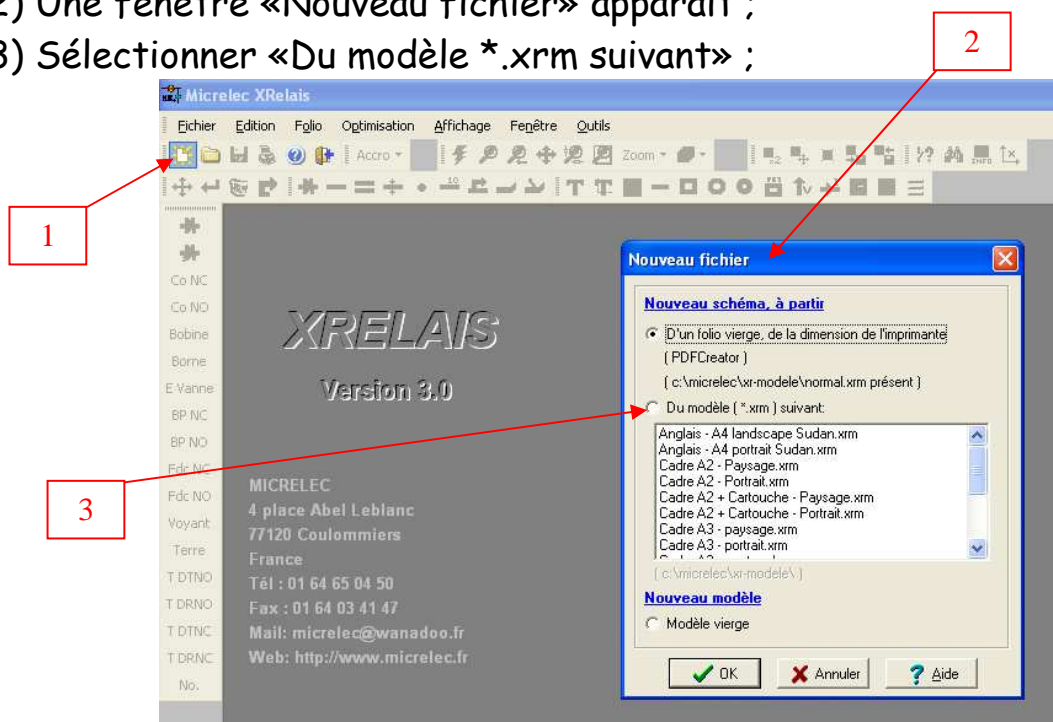 2) Une fenêtre «Nouveau fichier» apparaît ;
3) Sélectionner «Du modèle *.xrm suivant» ;
2
Micrelec XRelais
Fichier Edition Folio Optimisation Affichage Fenêtre Outils
Accro Zoom
1
Co NC
Co NO
Bobine
Borne
E Vanne
BP NC
BP NO
Fdc NC
Fdc NO
Voyant
Terre
T DTNO
T DRNO
T DTNC
T DRNC
No.
3
XRELAIS
Version 3.0
MICRELEC
4 place Abel Leblanc
77120 Coulommiers
France
Tél : 01 64 65 04 50
Fax : 01 64 03 41 47
Mail: micrelec@wanadoo.fr
Web: http://www.micrelec.fr
Nouveau fichier
Nouveau schéma, à partir
D'un folio vierge, de la dimension de l'imprimante
( PDFCreator )
( c:\micrelec\xr-modele\normal.xrm présent )
Du modèle ( *.xrm ) suivant:
Anglais - A4 landscape Sudan.xrm
Anglais - A4 portrait Sudan.xrm
Cadre A2 - Paysage.xrm
Cadre A2 - Portrait.xrm
Cadre A2 + Cartouche - Paysage.xrm
Cadre A2 + Cartouche - Portrait.xrm
Cadre A3 - paysage.xrm
Cadre A3 - portrait.xrm
( c:\micrelec\xr-modele\ )
Nouveau modèle
Modèle vierge
OK Annuler Aide